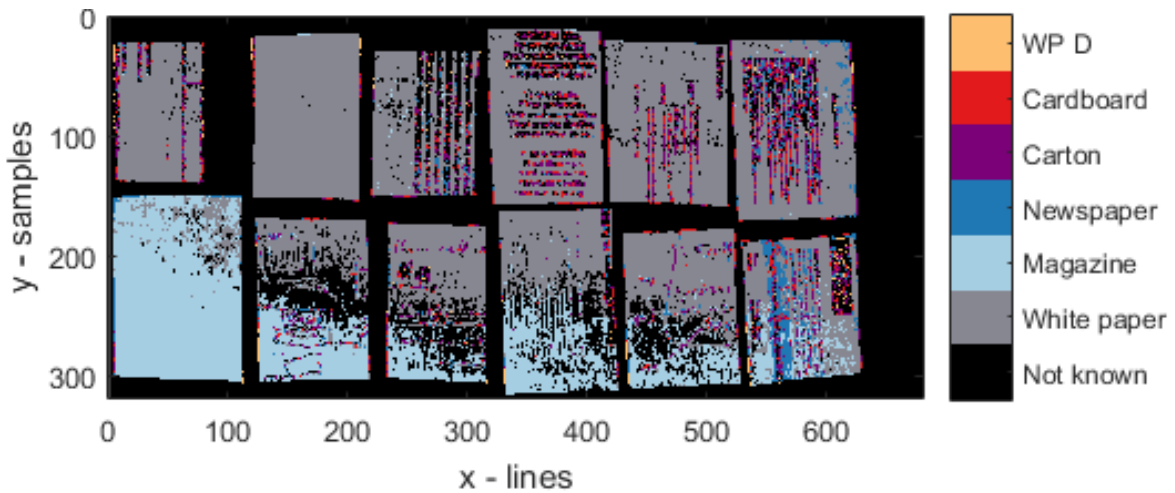 0
100
200
300
y - samples
0 100 200 300 400 500 600
x - lines
WP D
Cardboard
Carton
Newspaper
Magazine
White paper
Not known